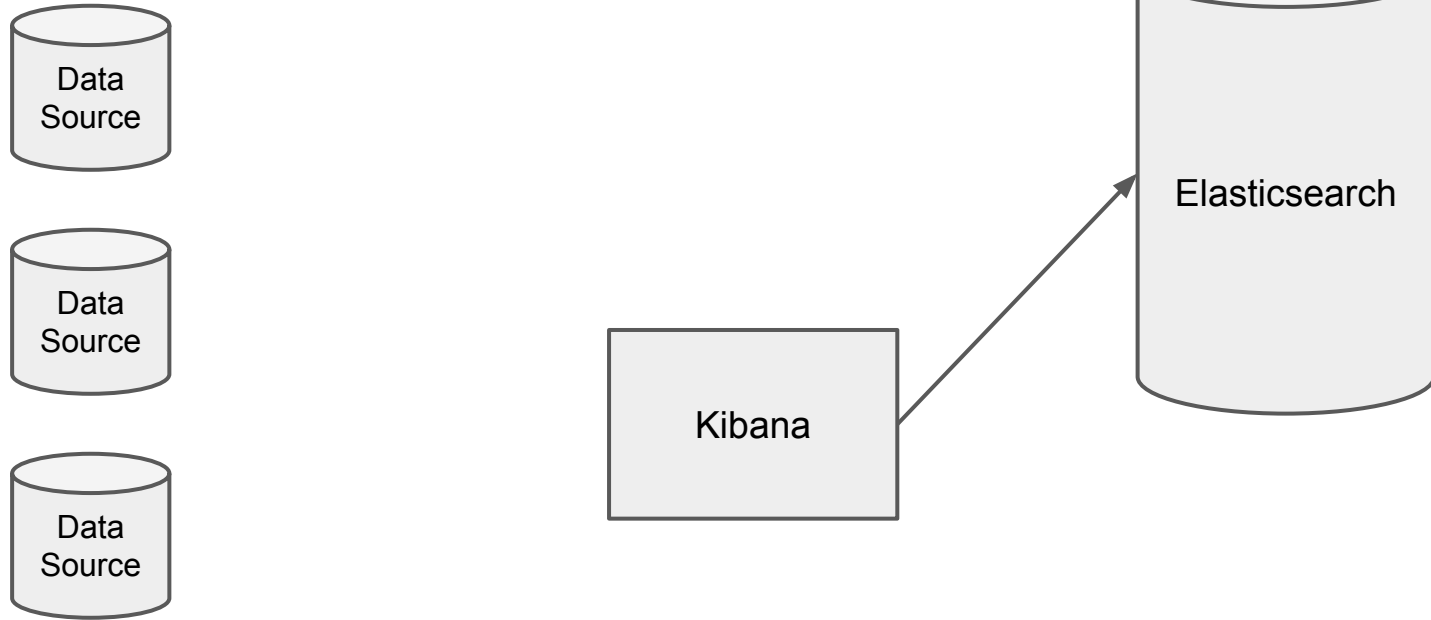 Data
Source
Elasticsearch
Data
Source
Kibana
Data
Source